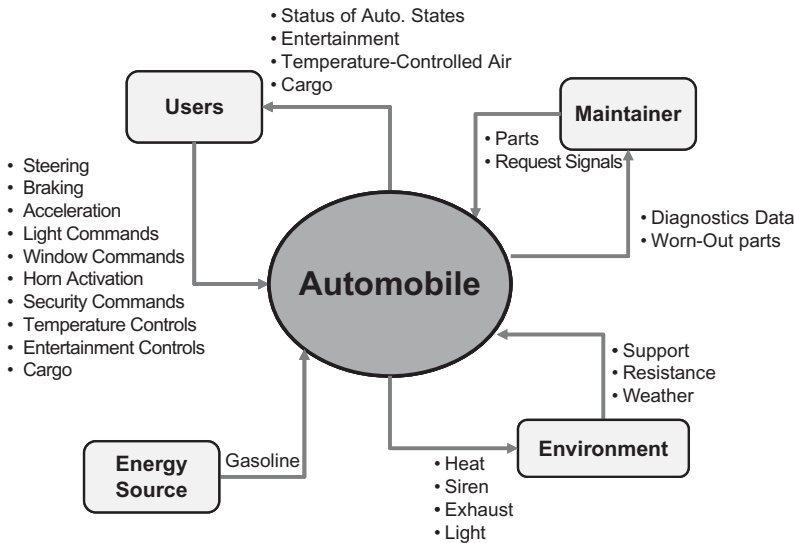 • Status of Auto. States
• Entertainment
• Temperature-Controlled Air
• Cargo
Users
Maintainer
• Parts
• Request Signals
• Steering
• Braking
• Acceleration
• Light Commands
• Window Commands
• Horn Activation
• Security Commands
• Temperature Controls
• Entertainment Controls
• Cargo
• Diagnostics Data
• Worn-Out parts
Automobile
• Support
• Resistance
• Weather
Energy
Source
Gasoline
Environment
• Heat
• Siren
• Exhaust
• Light